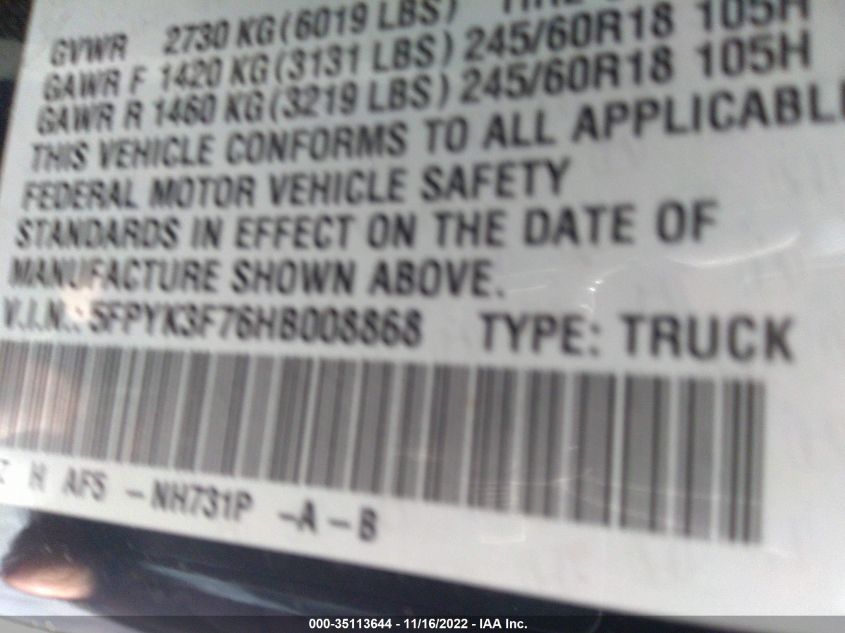 GVWR 2730 KG (6019 LBS)
GAWR F 1420 KG (3131 LBS) 245/60R18 105H
GAWR R 1460 KG (3219 LBS) 245/60R18 105H
THIS VEHICLE CONFORMS TO ALL APPLICABL
FEDERAL MOTOR VEHICLE SAFETY
STANDARDS IN EFFECT ON THE DATE OF
MANUFACTURE SHOWN ABOVE.
V.I.N.: 5FPYK3F76HB008868 TYPE: TRUCK
H AF5 -NH731P -A-B
000-35113644 - 11/16/2022 - IAA Inc.